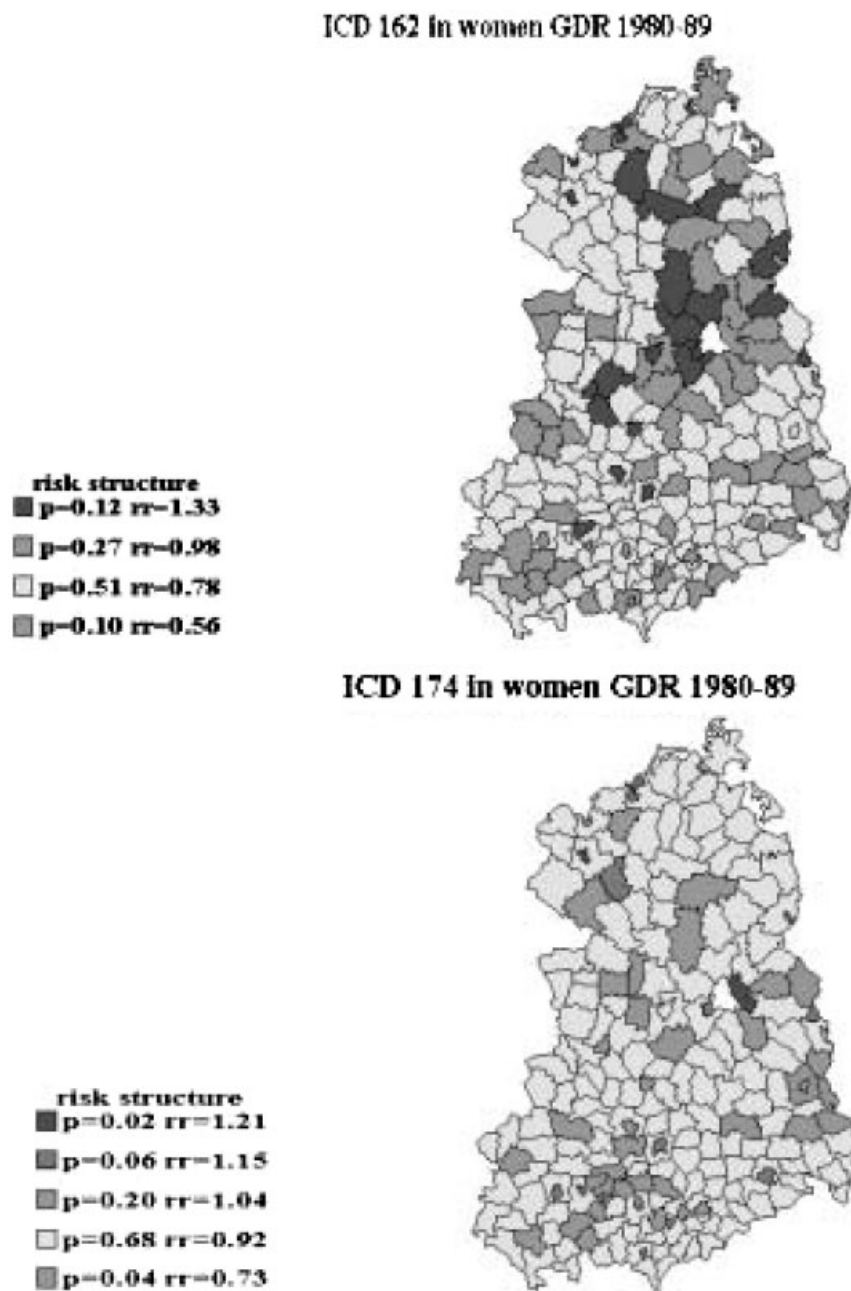 ICD 162 in women GDR 1980-89
risk structure
p=0.12 rr=1.33
p=0.27 rr=0.98
p=0.51 rr=0.78
p=0.10 rr=0.56
ICD 174 in women GDR 1980-89
risk structure
p=0.02 rr=1.21
p=0.06 rr=1.15
p=0.20 rr=1.04
p=0.68 rr=0.92
p=0.04 rr=0.73